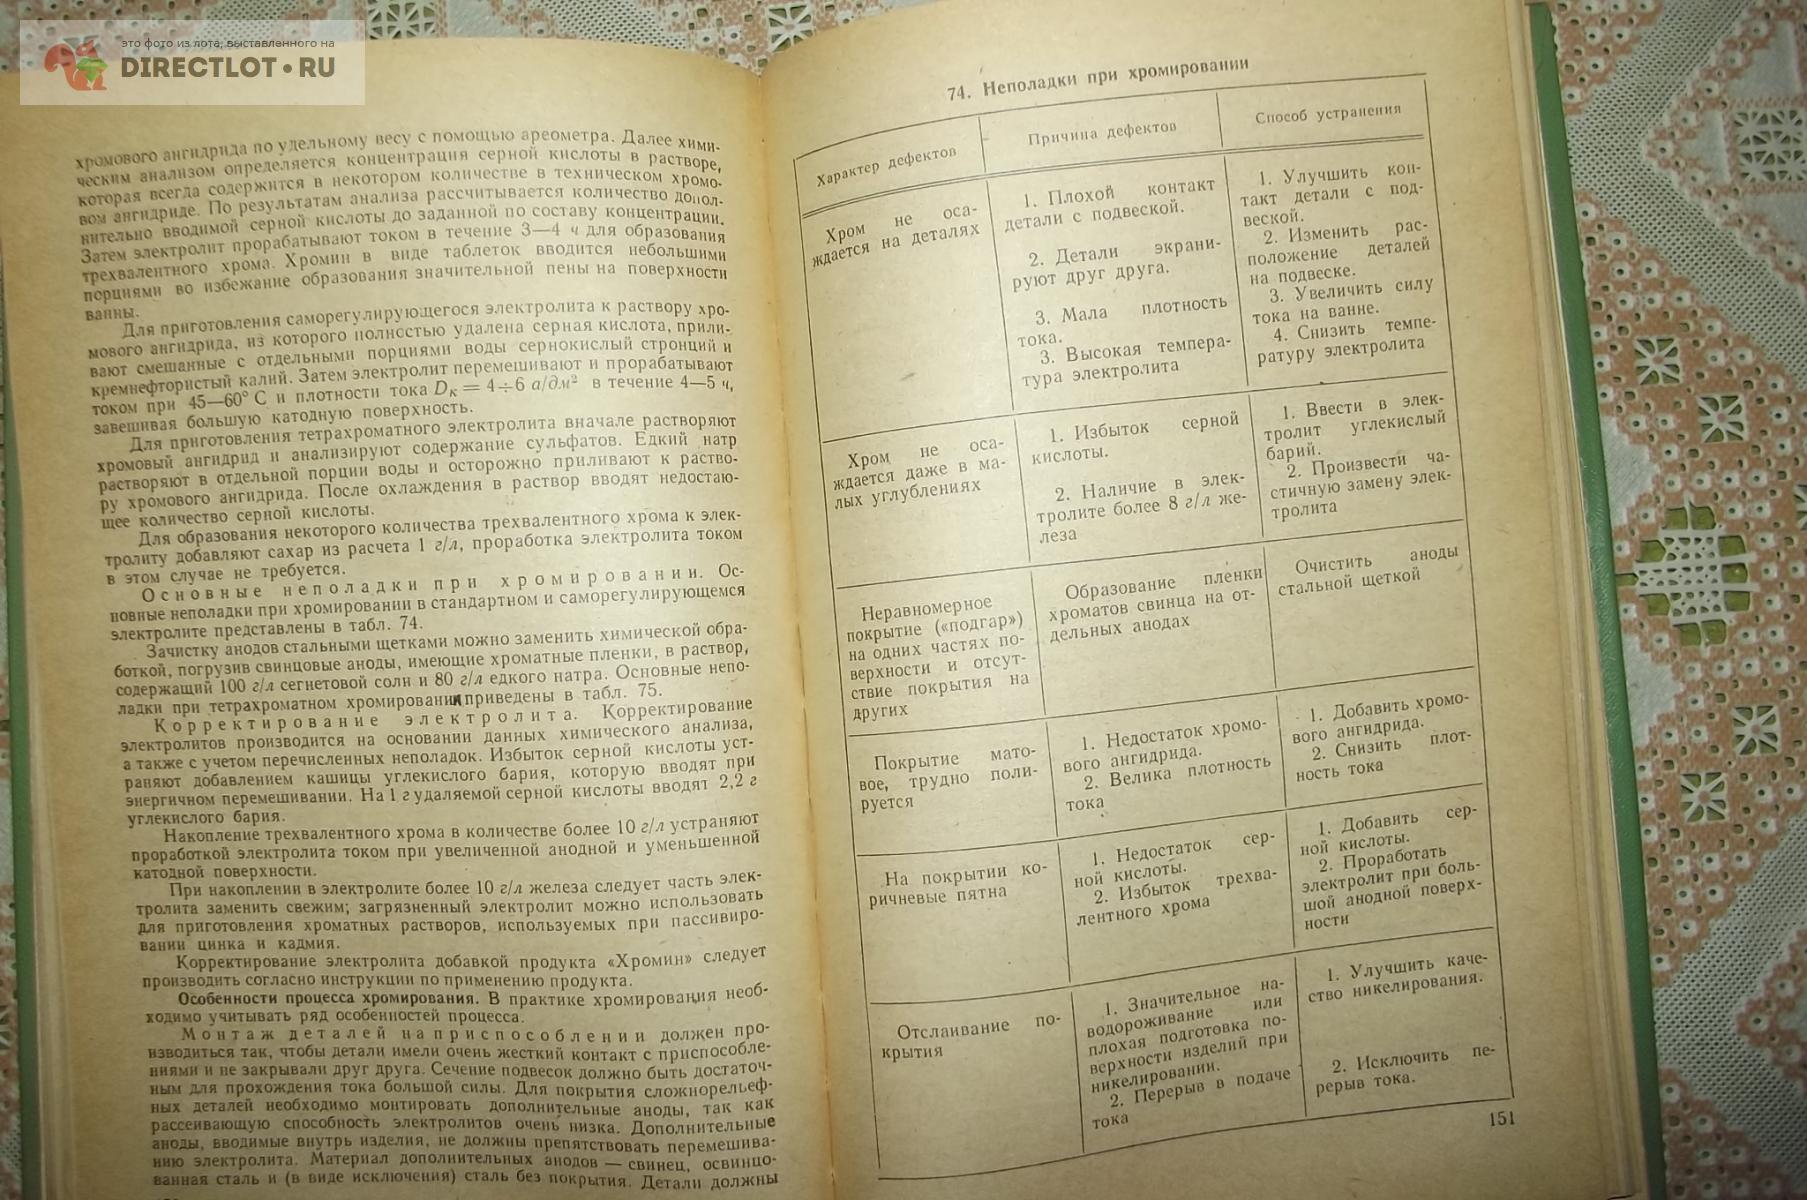 это фото из лота, выставленного на
DIRECTLOT.RU
хромового ангидрида по удельному весу с помощью ареометра. Далее хими-
ческим анализом определяется концентрация серной кислоты в растворе,
которая всегда содержится в некотором количестве в техническом хромо-
вом ангидриде. По результатам анализа рассчитывается количество допол-
нительно вводимой серной кислоты до заданной по составу концентрации.
Затем электролит прорабатывают током в течение 3—4 ч для образования
трехвалентного хрома. Хромин в виде таблеток вводится небольшими
порциями во избежание образования значительной пены на поверхности
ванны.
Для приготовления саморегулирующегося электролита к раствору хро-
мового ангидрида, из которого полностью удалена серная кислота, прили-
вают смешанные с отдельными порциями воды сернокислый стронций и
кремнефтористый калий. Затем электролит перемешивают и прорабатывают
током при 45—60° С и плотности тока Dк = 4÷6 а/дм² в течение 4—5 ч,
завешивая большую катодную поверхность.
Для приготовления тетрахроматного электролита вначале растворяют
хромовый ангидрид и анализируют содержание сульфатов. Едкий натр
растворяют в отдельной порции воды и осторожно приливают к раство-
ру хромового ангидрида. После охлаждения в раствор вводят недостаю-
щее количество серной кислоты.
Для образования некоторого количества трехвалентного хрома к элек-
тролиту добавляют сахар из расчета 1 г/л, проработка электролита током
в этом случае не требуется.
Основные неполадки при хромировании. Ос-
новные неполадки при хромировании в стандартном и саморегулирующемся
электролите представлены в табл. 74.
Зачистку анодов стальными щетками можно заменить химической обра-
боткой, погрузив свинцовые аноды, имеющие хроматные пленки, в раствор,
содержащий 100 г/л сегнетовой соли и 80 г/л едкого натра. Основные непо-
ладки при тетрахроматном хромировании приведены в табл. 75.
Корректирование электролита. Корректирование
электролитов производится на основании данных химического анализа,
а также с учетом перечисленных неполадок. Избыток серной кислоты уст-
раняют добавлением кашицы углекислого бария, которую вводят при
энергичном перемешивании. На 1 г удаляемой серной кислоты вводят 2,2 г
углекислого бария.
Накопление трехвалентного хрома в количестве более 10 г/л устраняют
проработкой электролита током при увеличенной анодной и уменьшенной
катодной поверхности.
При накоплении в электролите более 10 г/л железа следует часть элек-
тролита заменить свежим; загрязненный электролит можно использовать
для приготовления хроматных растворов, используемых при пассивиро-
вании цинка и кадмия.
Корректирование электролита добавкой продукта «Хромин» следует
производить согласно инструкции по применению продукта.
Особенности процесса хромирования. В практике хромирования необ-
ходимо учитывать ряд особенностей процесса.
Монтаж деталей на приспособлении должен про-
изводиться так, чтобы детали имели очень жесткий контакт с приспособле-
ниями и не закрывали друг друга. Сечение подвесок должно быть достаточ-
ным для прохождения тока большой силы. Для покрытия сложнорельеф-
ных деталей необходимо монтировать дополнительные аноды, так как
рассеивающую способность электролитов очень низка. Дополнительные
аноды, вводимые внутрь изделия, не должны препятствовать перемешива-
нию электролита. Материал дополнительных анодов — свинец, освинцо-
ванная сталь и (в виде исключения) сталь без покрытия. Детали должны
74. Неполадки при хромировании
Характер дефектов
Причина дефектов
Способ устранения
Хром не оса-
ждается на деталях
1. Плохой контакт
детали с подвеской.
2. Детали экрани-
руют друг друга.
3. Мала плотность
тока.
3. Высокая темпера-
тура электролита
1. Улучшить кон-
такт детали с под-
веской.
2. Изменить рас-
положение деталей
на подвеске.
3. Увеличить силу
тока на ванне.
4. Снизить темпе-
ратуру электролита
Хром не оса-
ждается даже в ма-
лых углублениях
1. Избыток серной
кислоты.
2. Наличие в элек-
тролите более 8 г/л же-
леза
1. Ввести в элек-
тролит углекислый
барий.
2. Произвести ча-
стичную замену элек-
тролита
Неравномерное
покрытие («подгар»)
на одних частях по-
верхности и отсут-
ствие покрытия на
других
Образование пленки
хроматов свинца на от-
дельных анодах
Очистить аноды
стальной щеткой
Покрытие мато-
вое, трудно поли-
руется
1. Недостаток хромо-
вого ангидрида.
2. Велика плотность
тока
1. Добавить хромо-
вого ангидрида.
2. Снизить плот-
ность тока
На покрытии ко-
ричневые пятна
1. Недостаток сер-
ной кислоты.
2. Избыток трехва-
лентного хрома
1. Добавить сер-
ной кислоты.
2. Проработать
электролит при боль-
шой анодной поверх-
ности
Отслаивание по-
крытия
1. Значительное на-
водороживание или
плохая подготовка по-
верхности изделий при
никелировании.
2. Перерыв в подаче
тока
1. Улучшить каче-
ство никелирования.
2. Исключить пе-
рерыв тока.
151